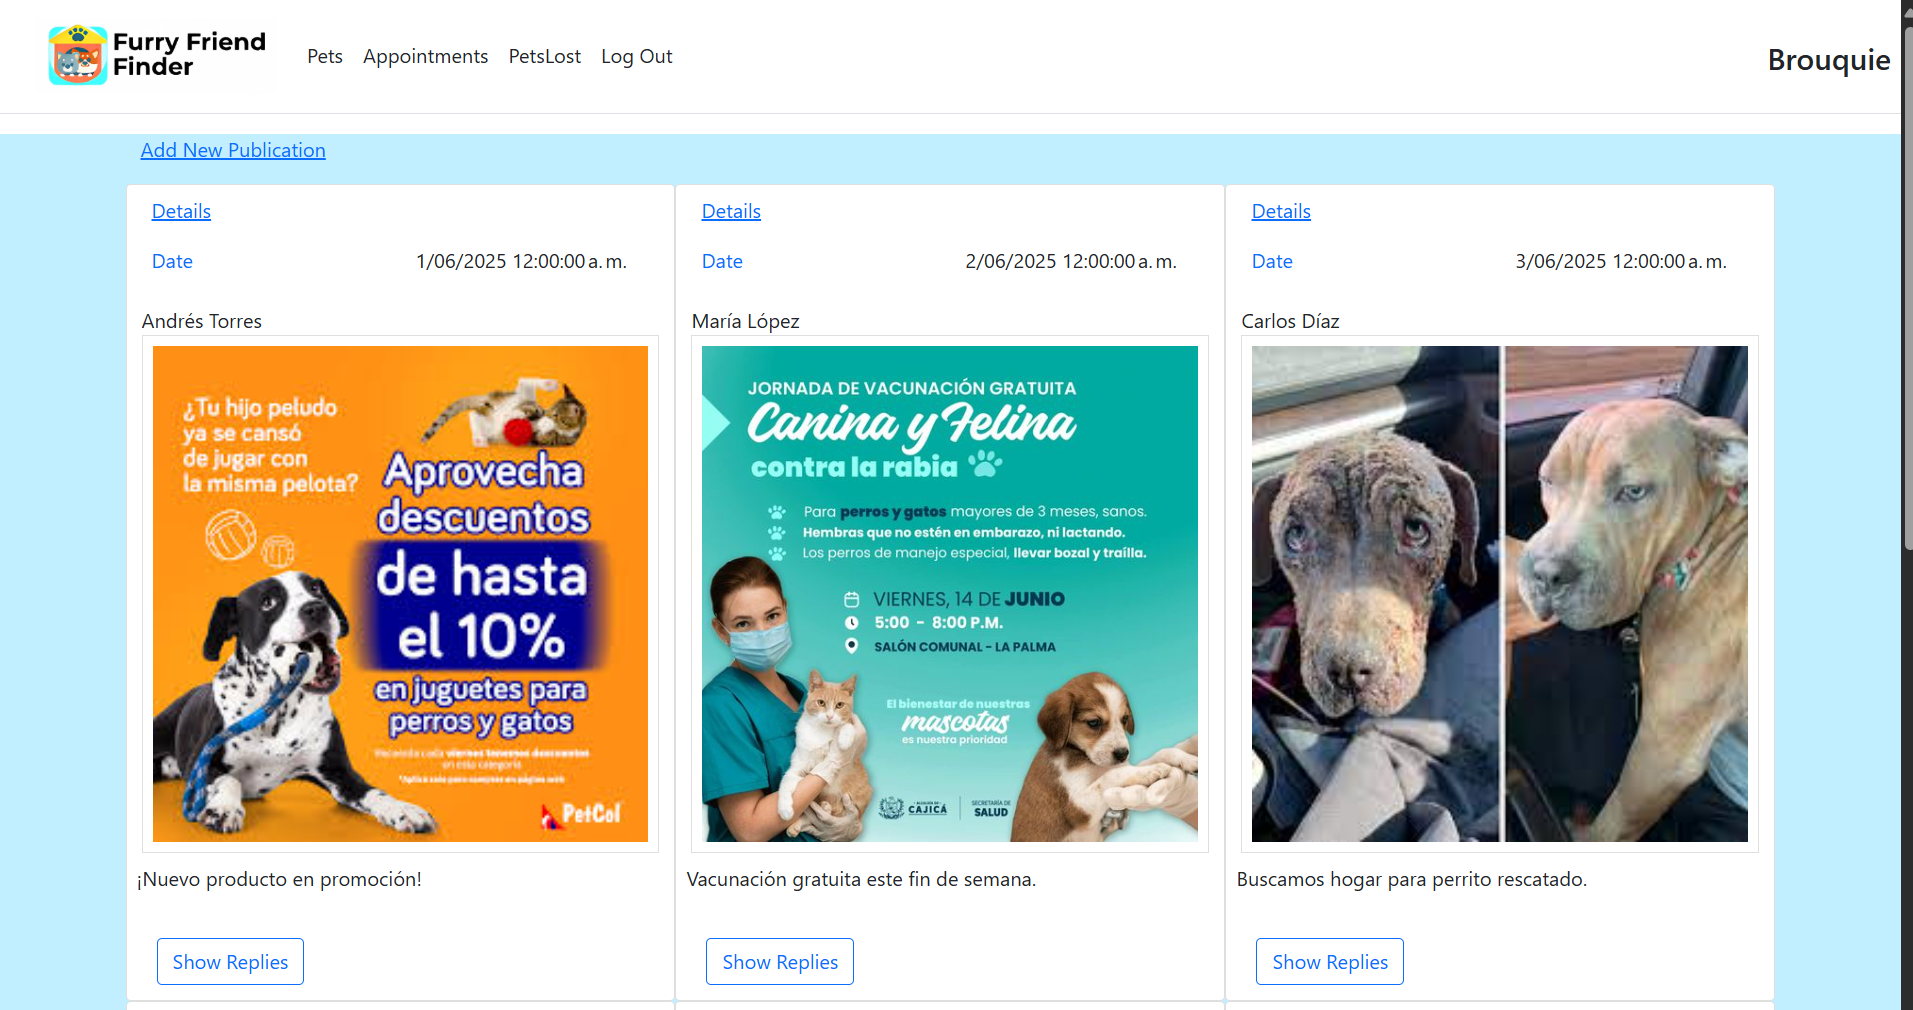 Furry Friend
Finder
Pets Appointments PetsLost Log Out
Brouquie
Add New Publication
Details
Date 1/06/2025 12:00:00 a. m.
Andrés Torres
¿Tu hijo peludo
ya se cansó
de jugar con
la misma pelota?
Aprovecha
descuentos
de hasta
el 10%
en juguetes para
perros y gatos
en esta categoría
PetCol
¡Nuevo producto en promoción!
Show Replies
Details
Date 2/06/2025 12:00:00 a. m.
María López
JORNADA DE VACUNACIÓN GRATUITA
Canina y Felina
contra la rabia
Para perros y gatos mayores de 3 meses, sanos.
Hembras que no estén en embarazo, ni lactando.
Los perros de manejo especial, llevar bozal y traílla.
VIERNES, 14 DE JUNIO
5:00 - 8:00 P.M.
SALÓN COMUNAL - LA PALMA
El bienestar de nuestras
mascotas
es nuestra prioridad
ALCALDÍA DE
CAJICÁ
SECRETARÍA DE
SALUD
Vacunación gratuita este fin de semana.
Show Replies
Details
Date 3/06/2025 12:00:00 a. m.
Carlos Díaz
Buscamos hogar para perrito rescatado.
Show Replies